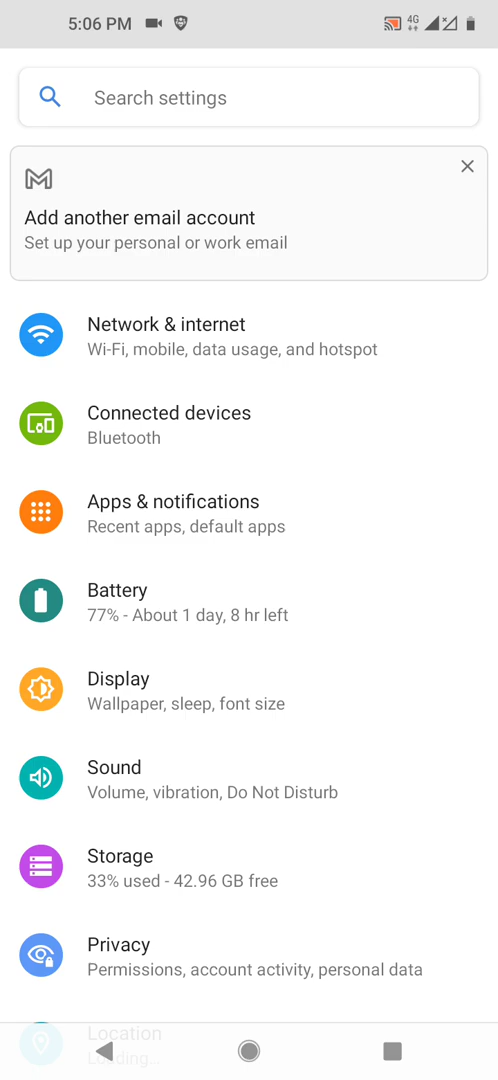 5:06 PM
4G
Search settings
Add another email account
Set up your personal or work email
Network & internet
Wi-Fi, mobile, data usage, and hotspot
Connected devices
Bluetooth
Apps & notifications
Recent apps, default apps
Battery
77% - About 1 day, 8 hr left
Display
Wallpaper, sleep, font size
Sound
Volume, vibration, Do Not Disturb
Storage
33% used - 42.96 GB free
Privacy
Permissions, account activity, personal data
Location
Loading...